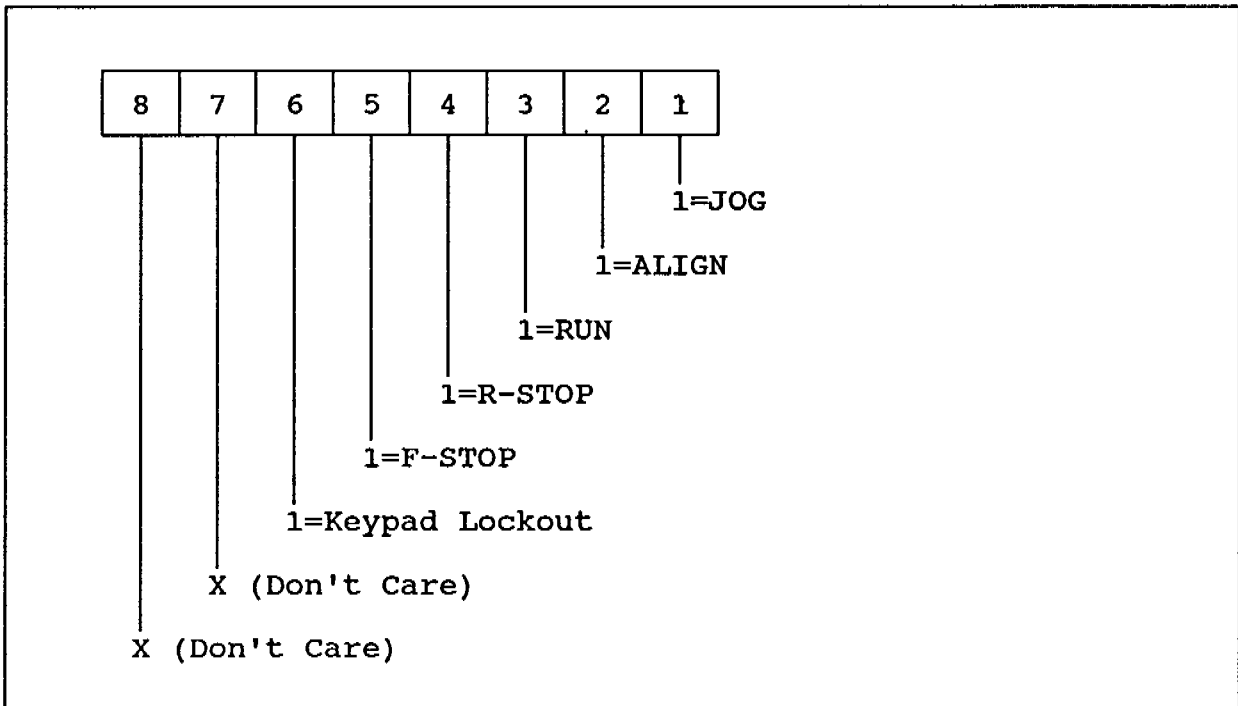 8 7 6 5 4 3 2 1
1=JOG
1=ALIGN
1=RUN
1=R-STOP
1=F-STOP
1=Keypad Lockout
X (Don't Care)
X (Don't Care)